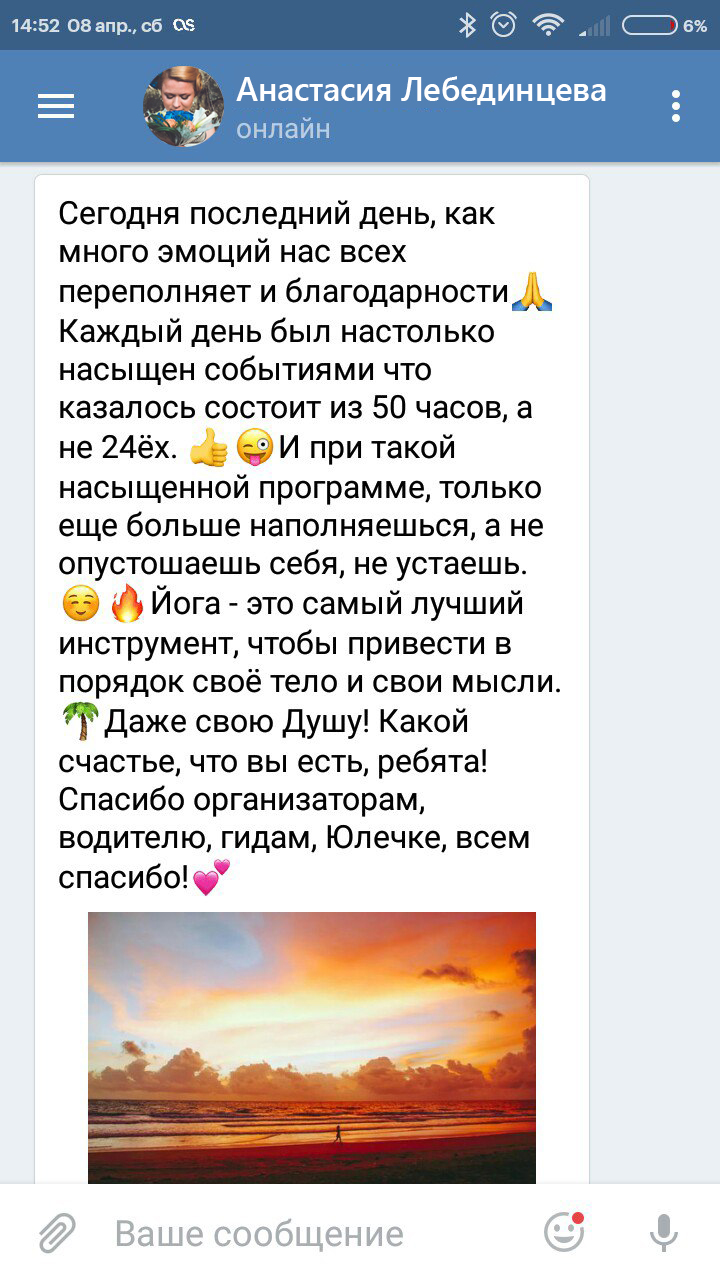 14:52 08 апр., сб 6%
Анастасия Лебединцева
онлайн
Сегодня последний день, как
много эмоций нас всех
переполняет и благодарности🙏
Каждый день был настолько
насыщен событиями что
казалось состоит из 50 часов, а
не 24ёх. 👍😜И при такой
насыщенной программе, только
еще больше наполняешься, а не
опустошаешь себя, не устаешь.
☺️🔥Йога - это самый лучший
инструмент, чтобы привести в
порядок своё тело и свои мысли.
🌴Даже свою Душу! Какой
счастье, что вы есть, ребята!
Спасибо организаторам,
водителю, гидам, Юлечке, всем
спасибо!💕
Ваше сообщение